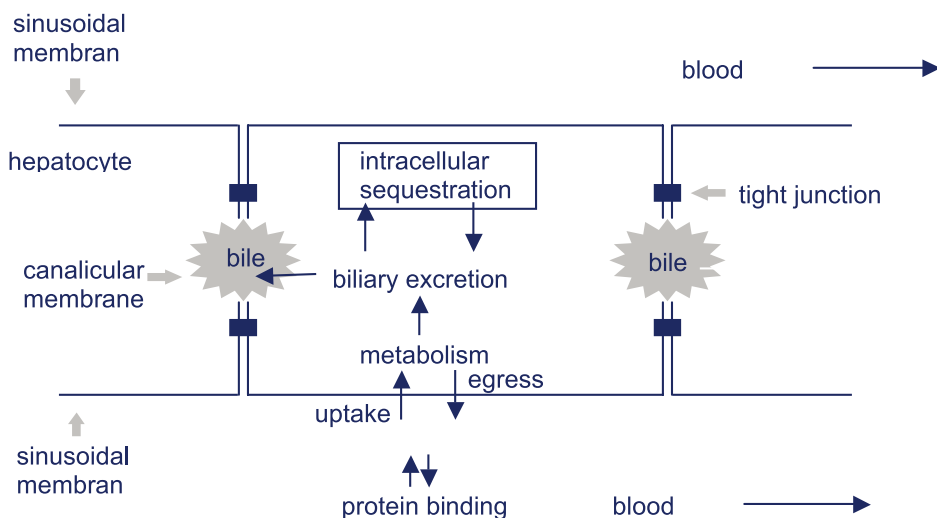 sinusoidal
membran
blood
hepatocyte
intracellular
sequestration
tight junction
bile
bile
canalicular
membrane
biliary excretion
metabolism
egress
uptake
sinusoidal
membran
protein binding
blood